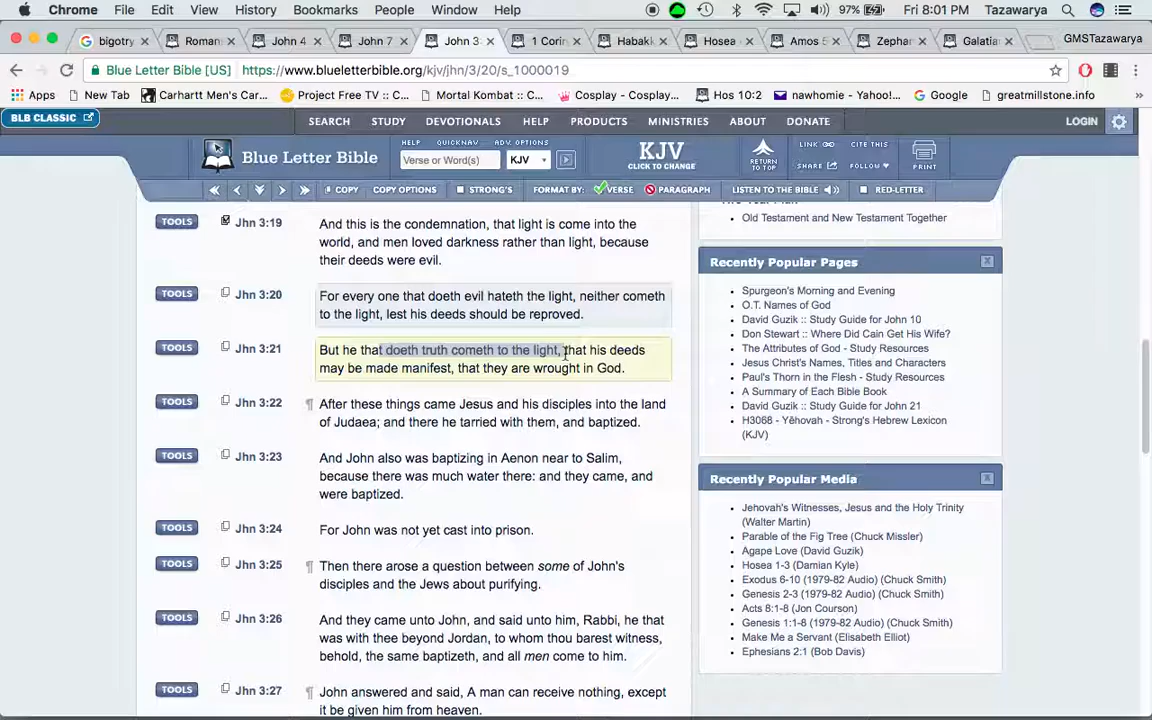 Chrome File Edit View History Bookmarks People Window Help 97% Fri 8:01 PM Tazawarya
G bigotry Roman John 4 John 7 John 3 1 Corin Habakk Hosea Amos 5 Zephar Galatia GMSTazawarya
Blue Letter Bible [US] https://www.blueletterbible.org/kjv/jhn/3/20/s_1000019
Apps New Tab Carhartt Men's Car... Project Free TV :: C... Mortal Kombat :: C... Cosplay - Cosplay,... Hos 10:2 nawhomie - Yahoo!... Google greatmillstone.info »
BLB CLASSIC
SEARCH STUDY DEVOTIONALS HELP PRODUCTS MINISTRIES ABOUT DONATE LOGIN
Blue Letter Bible
HELP QUICKNAV ADV. OPTIONS
Verse or Word(s) KJV
KJV
CLICK TO CHANGE
RETURN
TO TOP
LINK CITE THIS
SHARE FOLLOW
PRINT
COPY COPY OPTIONS STRONG'S FORMAT BY: VERSE PARAGRAPH LISTEN TO THE BIBLE RED-LETTER
TOOLS Jhn 3:19 And this is the condemnation, that light is come into the
world, and men loved darkness rather than light, because
their deeds were evil.
TOOLS Jhn 3:20 For every one that doeth evil hateth the light, neither cometh
to the light, lest his deeds should be reproved.
TOOLS Jhn 3:21 But he that doeth truth cometh to the light, that his deeds
may be made manifest, that they are wrought in God.
TOOLS Jhn 3:22 ¶ After these things came Jesus and his disciples into the land
of Judaea; and there he tarried with them, and baptized.
TOOLS Jhn 3:23 And John also was baptizing in Aenon near to Salim,
because there was much water there: and they came, and
were baptized.
TOOLS Jhn 3:24 For John was not yet cast into prison.
TOOLS Jhn 3:25 ¶ Then there arose a question between some of John's
disciples and the Jews about purifying.
TOOLS Jhn 3:26 And they came unto John, and said unto him, Rabbi, he that
was with thee beyond Jordan, to whom thou barest witness,
behold, the same baptizeth, and all men come to him.
TOOLS Jhn 3:27 ¶ John answered and said, A man can receive nothing, except
it be given him from heaven.
Old Testament and New Testament Together
Recently Popular Pages
Spurgeon's Morning and Evening
O.T. Names of God
David Guzik :: Study Guide for John 10
Don Stewart :: Where Did Cain Get His Wife?
The Attributes of God - Study Resources
Jesus Christ's Names, Titles and Characters
Paul's Thorn in the Flesh - Study Resources
A Summary of Each Bible Book
David Guzik :: Study Guide for John 21
H3068 - Yĕhovah - Strong's Hebrew Lexicon
(KJV)
Recently Popular Media
Jehovah's Witnesses, Jesus and the Holy Trinity
(Walter Martin)
Parable of the Fig Tree (Chuck Missler)
Agape Love (David Guzik)
Hosea 1-3 (Damian Kyle)
Exodus 6-10 (1979-82 Audio) (Chuck Smith)
Genesis 2-3 (1979-82 Audio) (Chuck Smith)
Acts 8:1-8 (Jon Courson)
Genesis 1:1-8 (1979-82 Audio) (Chuck Smith)
Make Me a Servant (Elisabeth Elliot)
Ephesians 2:1 (Bob Davis)